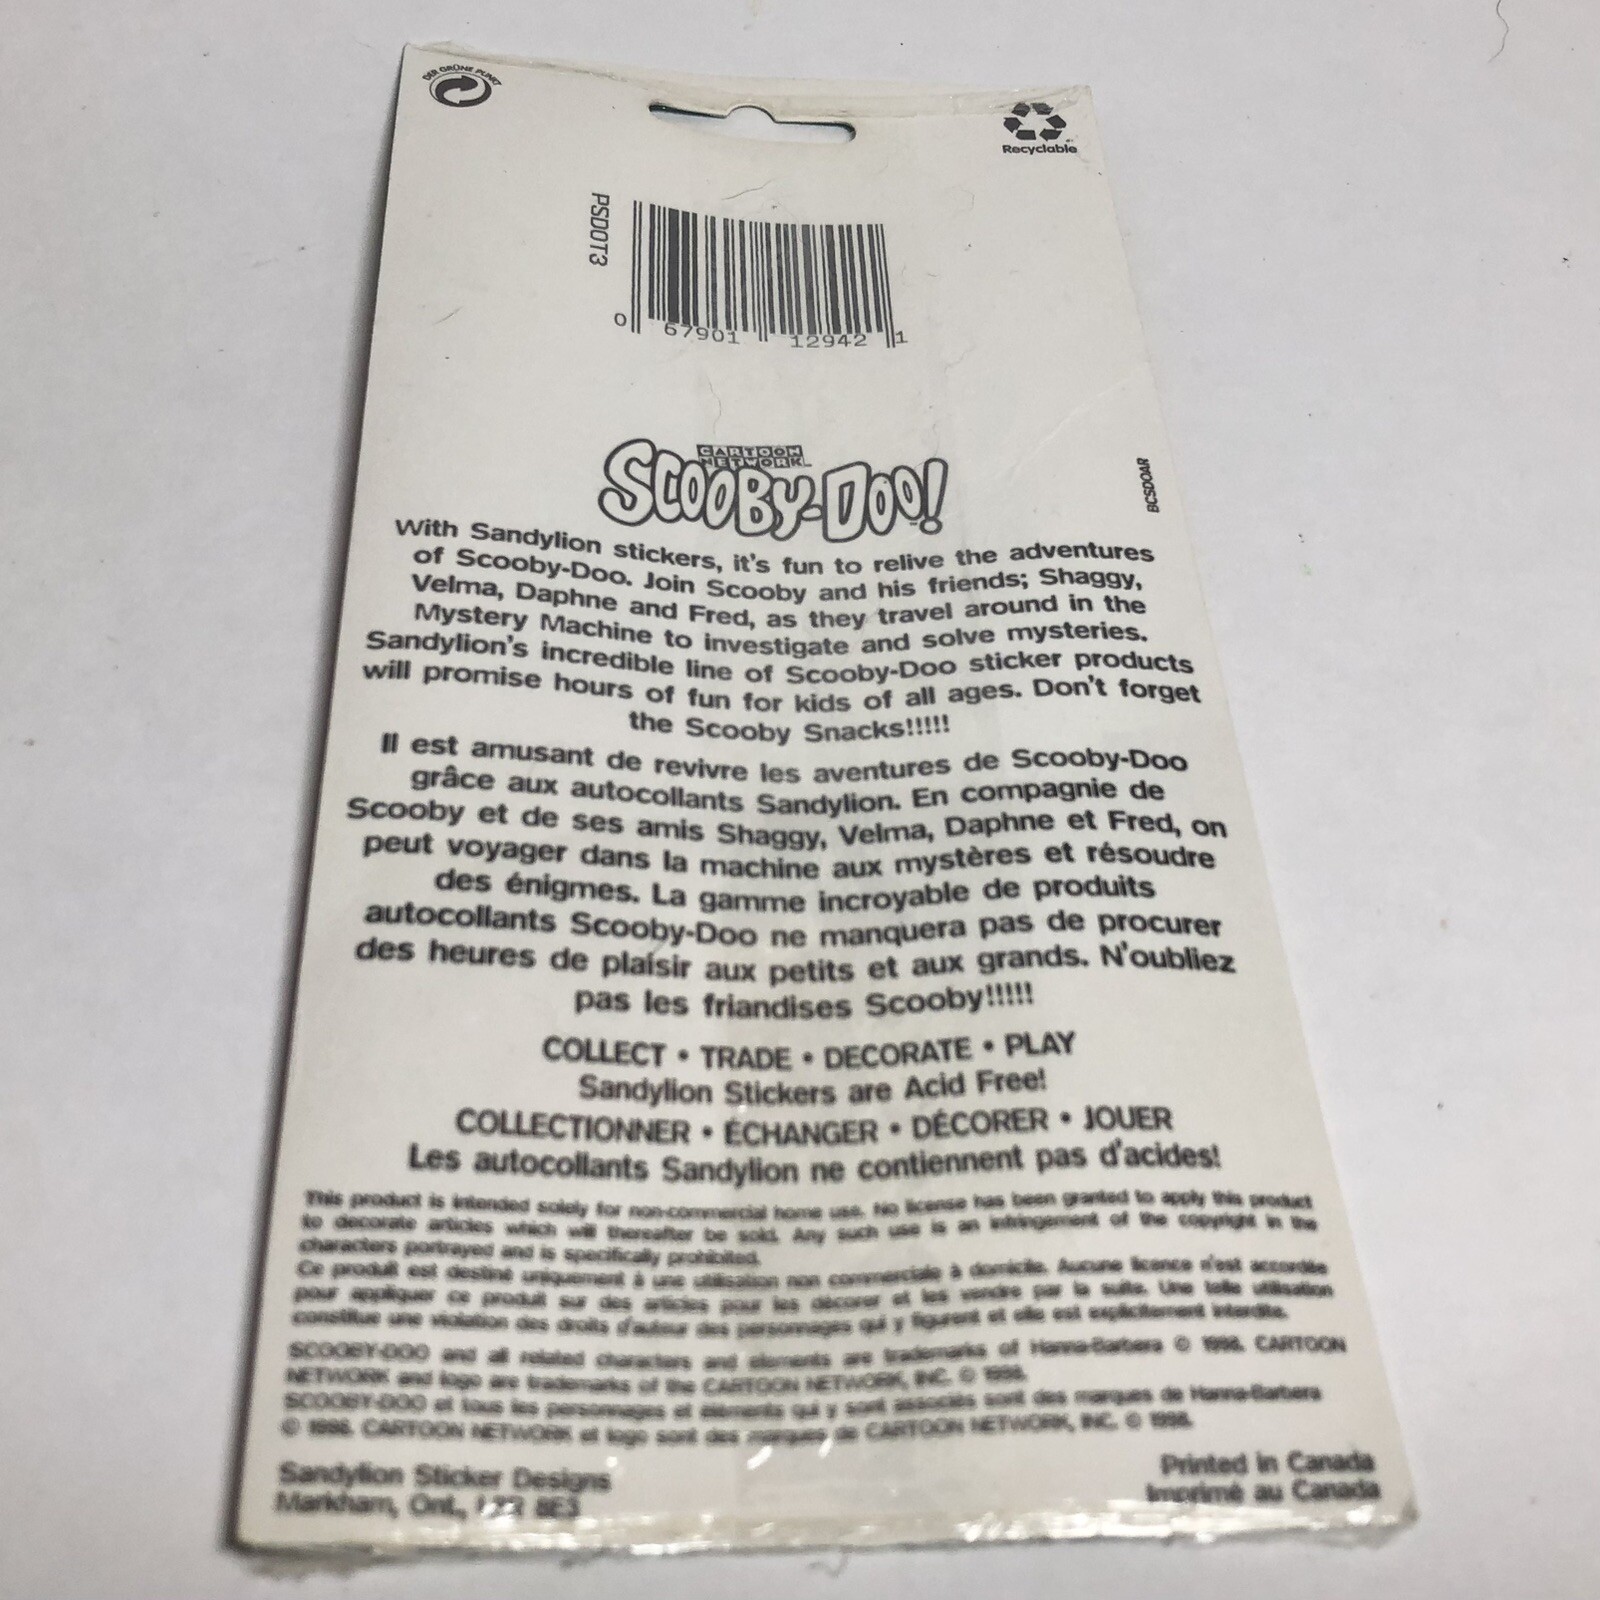 DER GRÜNE PUNKT
Recyclable
PSDOT3
0 67901 12942 1
CARTOON
NETWORK
SCOOBY-DOO!
BCSDOAR
With Sandylion stickers, it's fun to relive the adventures
of Scooby-Doo. Join Scooby and his friends; Shaggy,
Velma, Daphne and Fred, as they travel around in the
Mystery Machine to investigate and solve mysteries.
Sandylion's incredible line of Scooby-Doo sticker products
will promise hours of fun for kids of all ages. Don't forget
the Scooby Snacks!!!!!
Il est amusant de revivre les aventures de Scooby-Doo
grâce aux autocollants Sandylion. En compagnie de
Scooby et de ses amis Shaggy, Velma, Daphne et Fred, on
peut voyager dans la machine aux mystères et résoudre
des énigmes. La gamme incroyable de produits
autocollants Scooby-Doo ne manquera pas de procurer
des heures de plaisir aux petits et aux grands. N'oubliez
pas les friandises Scooby!!!!!
COLLECT • TRADE • DECORATE • PLAY
Sandylion Stickers are Acid Free!
COLLECTIONNER • ÉCHANGER • DÉCORER • JOUER
Les autocollants Sandylion ne contiennent pas d'acides!
This product is intended solely for non-commercial home use. No license has been granted to apply this product
to decorate articles which will thereafter be sold. Any such use is an infringement of the copyright in the
characters portrayed and is specifically prohibited.
Ce produit est destiné uniquement à une utilisation non commerciale à domicile. Aucune licence n'est accordée
pour appliquer ce produit sur des articles pour les décorer et les vendre par la suite. Une telle utilisation
constitue une violation des droits d'auteur des personnages qui y figurent et elle est explicitement interdite.
SCOOBY-DOO and all related characters and elements are trademarks of Hanna-Barbera © 1998. CARTOON
NETWORK and logo are trademarks of the CARTOON NETWORK, INC. © 1998.
SCOOBY-DOO et tous les personnages et éléments qui y sont associés sont des marques de Hanna-Barbera
© 1998. CARTOON NETWORK et logo sont des marques de CARTOON NETWORK, INC. © 1998.
Sandylion Sticker Designs
Markham, Ont., 8E3
Printed in Canada
Imprimé au Canada